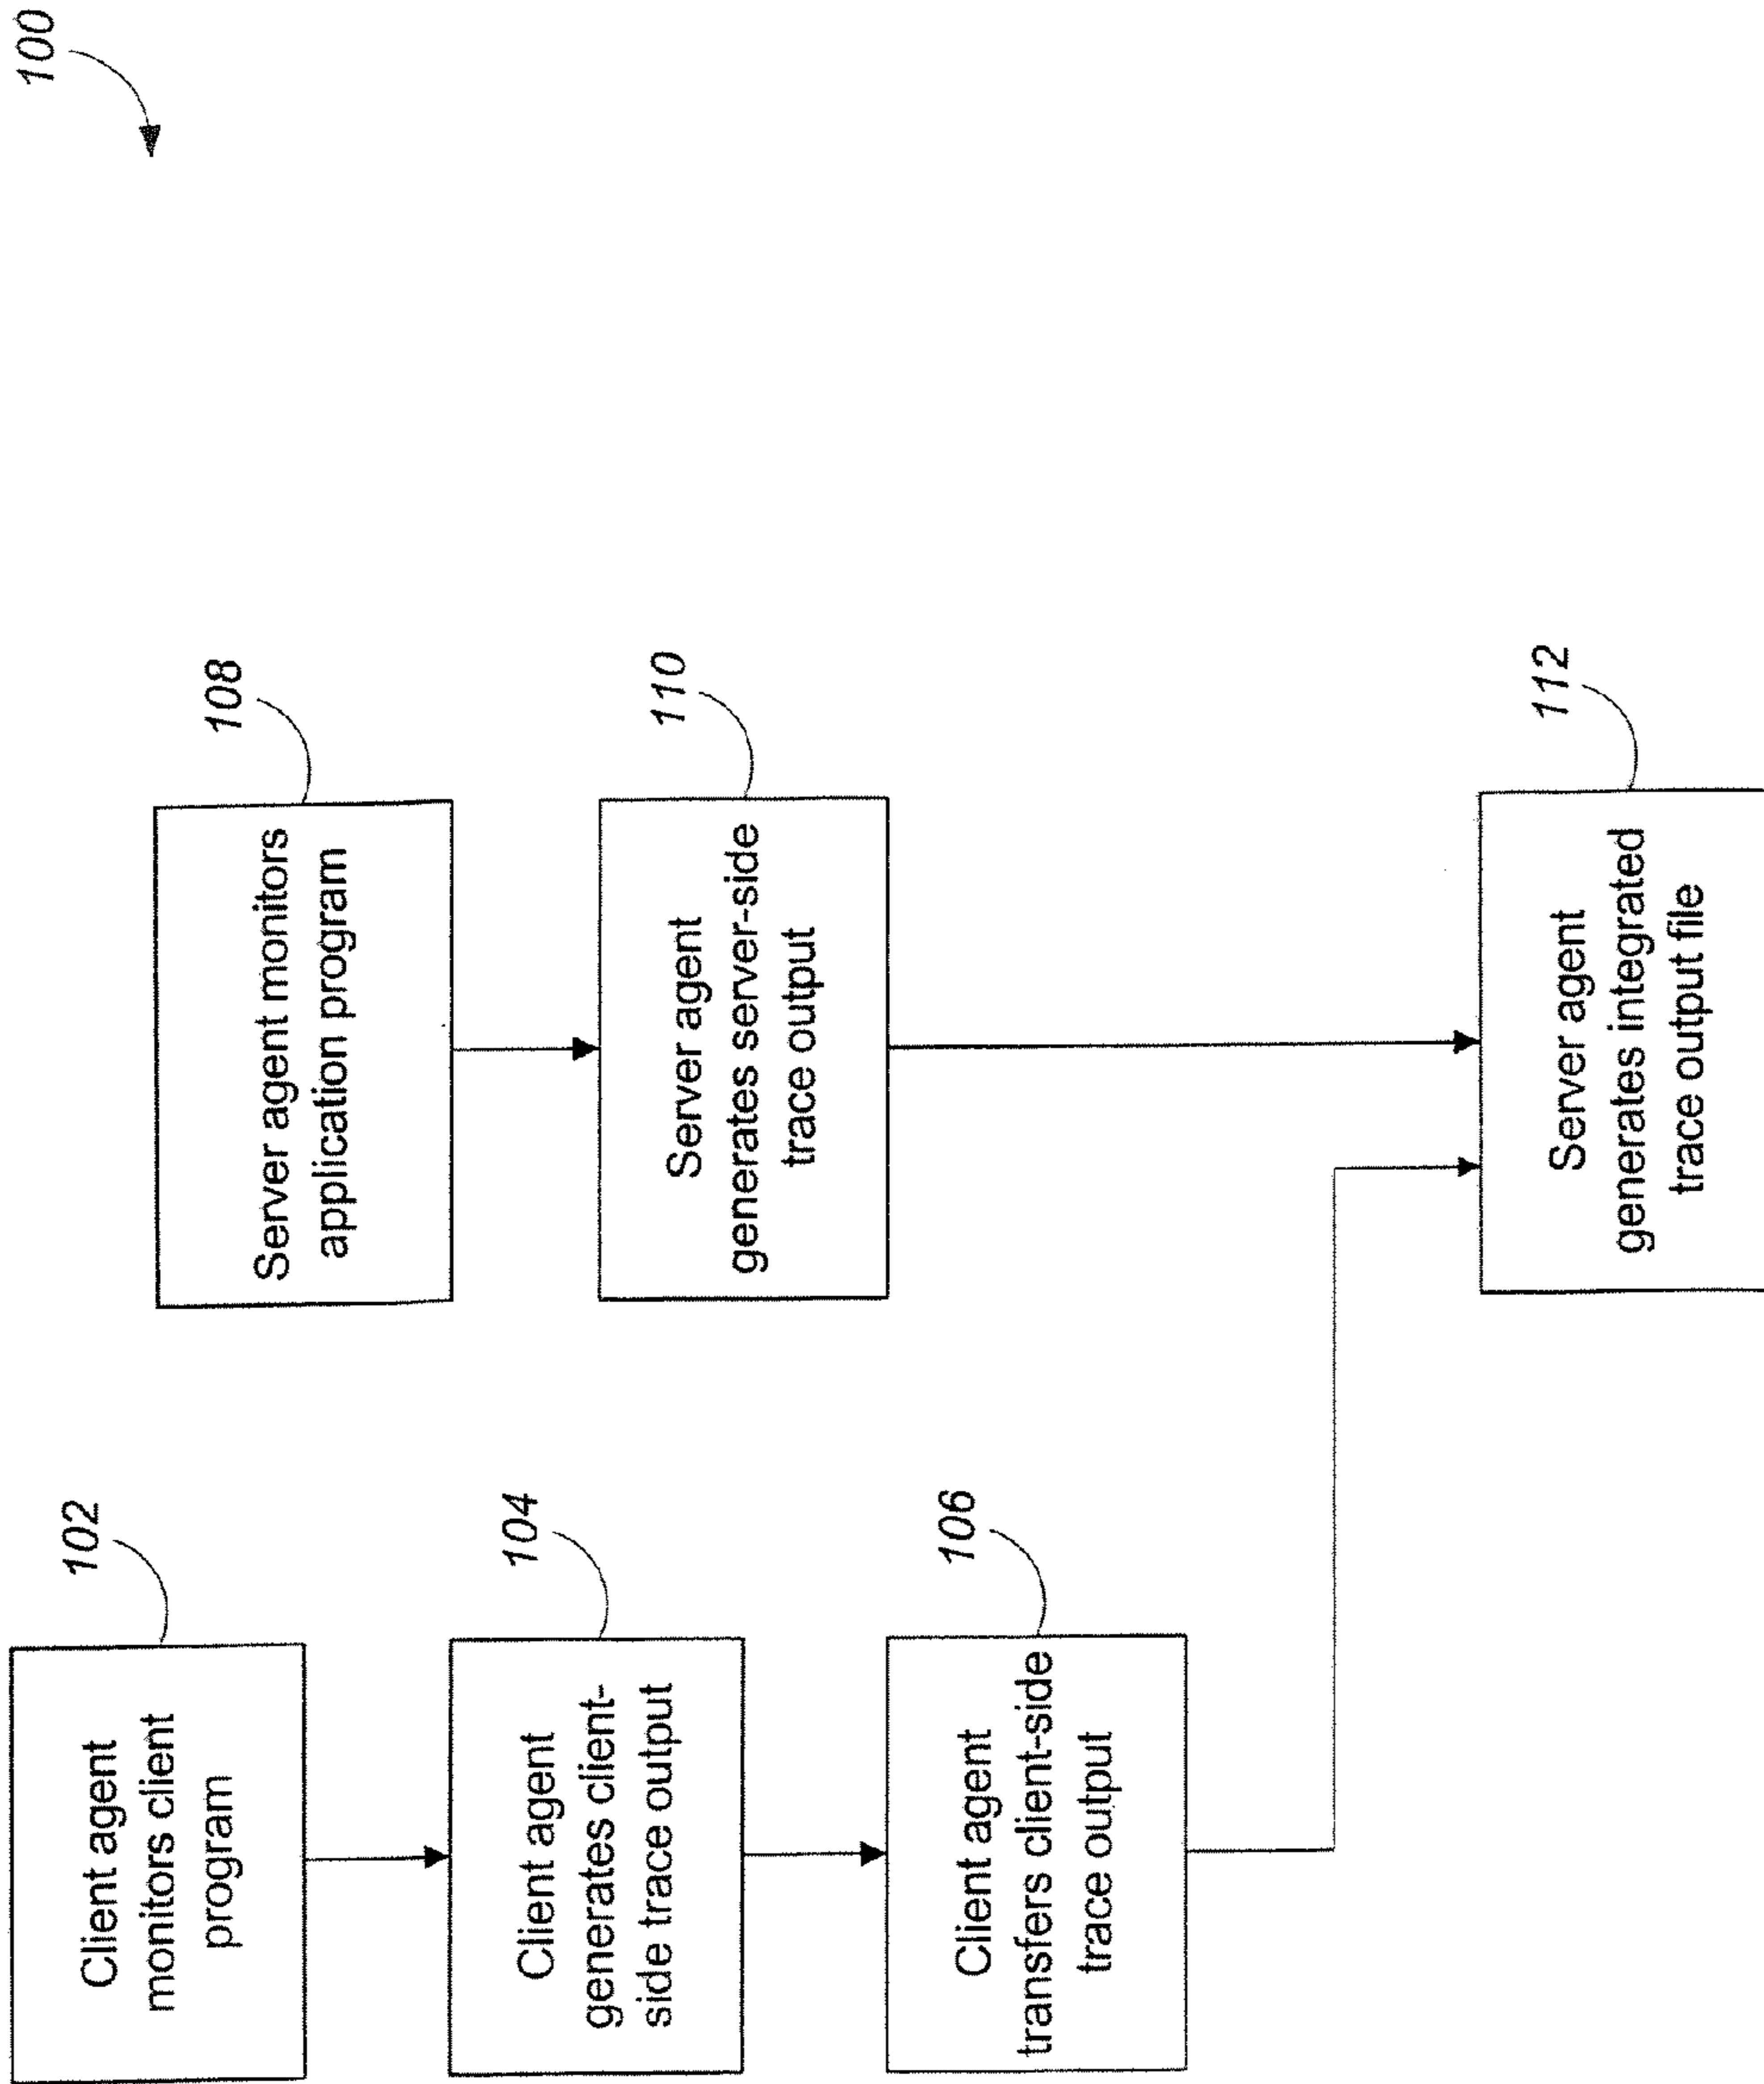 100
102
Client agent
monitors client
program
104
Client agent
generates client-
side trace output
106
Client agent
transfers client-side
trace output
108
Server agent monitors
application program
110
Server agent
generates server-side
trace output
112
Server agent
generates integrated
trace output file